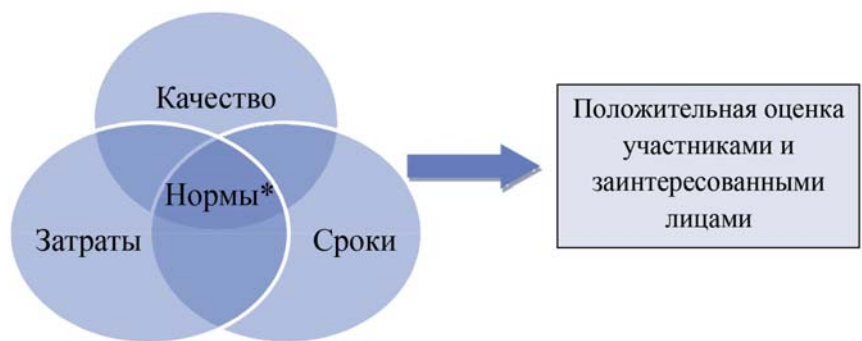 Качество
Нормы*
Затраты
Сроки
Положительная оценка
участниками и
заинтересованными
лицами